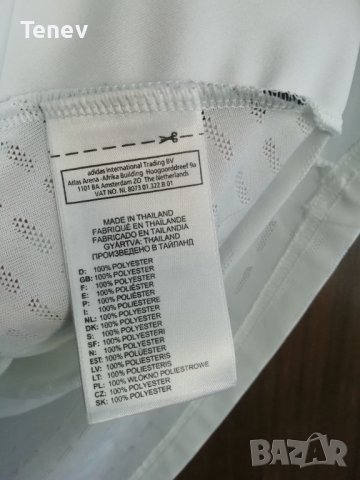 Tenev
adidas International Trading BV
Atlas Arena -Afrika Building Hoogoorddreef 9a
1101 BA Amsterdam ZO The Netherlands
VAT NO. NL 8073.01.322.B.01
MADE IN THAILAND
FABRIQUÉ EN THAILANDE
FABRICADO EN TAILANDIA
GYÁRTVA: THAILAND
ПРОИЗВЕДЕНО В ТАЙЛАНД
D: 100% POLYESTER
GB: 100% POLYESTER
F: 100% POLYESTER
E: 100% POLIÉSTER
P: 100% POLIÉSTER
I: 100% POLIESTERE
NL: 100% POLYESTER
DK: 100% POLYESTER
S: 100% POLYESTER
SF: 100% POLYESTERI
N: 100% POLYESTER
EST: 100% POLÜESTER
LV: 100% POLIESTERIS
LT: 100% POLIESTERIS
PL: 100% WŁÓKNO POLIESTROWE
CZ: 100% POLYESTER
SK: 100% POLYESTER
BAZAR